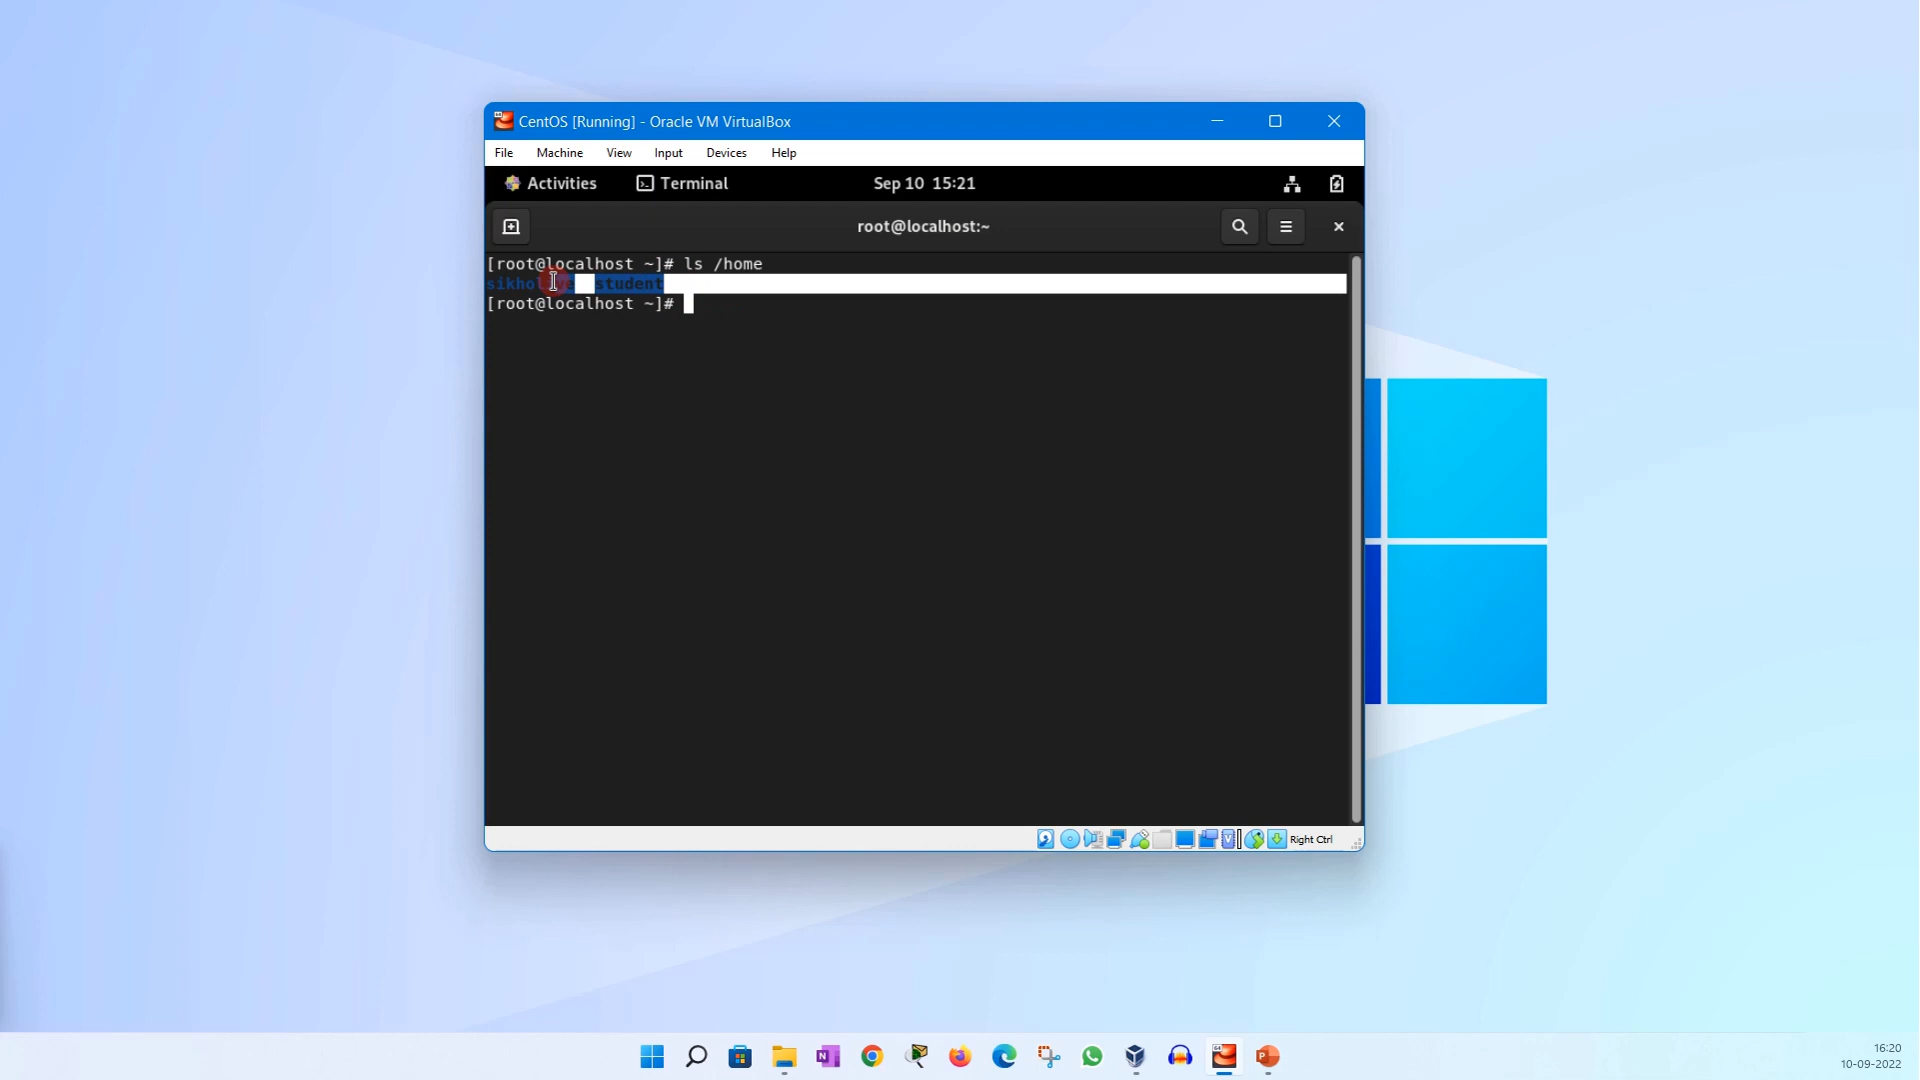 CentOS [Running] - Oracle VM VirtualBox
File Machine View Input Devices Help
Activities Terminal Sep 10 15:21
root@localhost:~
[root@localhost ~]# ls /home
student
[root@localhost ~]#
Right Ctrl
16:20
10-09-2022